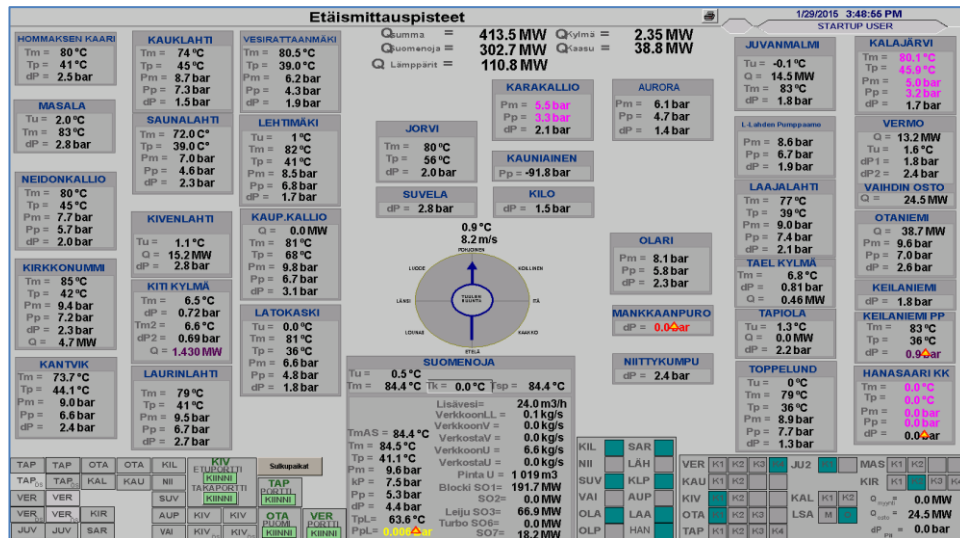 Etäismittauspisteet
1/29/2015 3:48:55 PM
STARTUP USER
Qsumma = 413.5 MW
QSuomenoja = 302.7 MW
Q Lämppärit = 110.8 MW
QKylmä = 2.35 MW
QKaasu = 38.8 MW
HOMMAKSEN KAARI
Tm = 80 °C
Tp = 41 °C
dP = 2.5 bar
MASALA
Tu = 2.0 °C
Tm = 83 °C
dP = 2.8 bar
NEIDONKALLIO
Tm = 80 °C
Tp = 45 °C
Pm = 7.7 bar
Pp = 5.7 bar
dP = 2.0 bar
KIRKKONUMMI
Tm = 85 °C
Tp = 42 °C
Pm = 9.4 bar
Pp = 7.2 bar
dP = 2.3 bar
Q = 4.7 MW
KANTVIK
Tm = 73.7 °C
Tp = 44.1 °C
Pm = 9.0 bar
Pp = 6.6 bar
dP = 2.4 bar
KAUKLAHTI
Tm = 74 °C
Tp = 45 °C
Pm = 8.7 bar
Pp = 7.3 bar
dP = 1.5 bar
SAUNALAHTI
Tm = 72.0 C°
Tp = 39.0 C°
Pm = 7.0 bar
Pp = 4.6 bar
dP = 2.3 bar
KIVENLAHTI
Tu = 1.1 °C
Q = 15.2 MW
dP = 2.8 bar
KITI KYLMÄ
Tm = 6.5 °C
dP = 0.72 bar
Tm2 = 6.6 °C
dP2 = 0.69 bar
Q = 1.430 MW
LAURINLAHTI
Tm = 79 °C
Tp = 41 °C
Pm = 9.5 bar
Pp = 6.7 bar
dP = 2.7 bar
VESIRATTAANMÄKI
Tm = 80.5 °C
Tp = 39.0 °C
Pm = 6.2 bar
Pp = 4.3 bar
dP = 1.9 bar
LEHTIMÄKI
Tu = 1 °C
Tm = 82 °C
Tp = 41 °C
Pm = 8.5 bar
Pp = 6.8 bar
dP = 1.7 bar
KAUP.KALLIO
Q = 0.0 MW
Tm = 81 °C
Tp = 68 °C
Pm = 9.8 bar
Pp = 6.7 bar
dP = 3.1 bar
LATOKASKI
Tu = 0.0 °C
Tm = 81 °C
Tp = 36 °C
Pm = 6.6 bar
Pp = 4.8 bar
dP = 1.8 bar
JORVI
Tm = 80 °C
Tp = 56 °C
dP = 2.0 bar
SUVELA
dP = 2.8 bar
KARAKALLIO
Pm = 5.5 bar
Pp = 3.3 bar
dP = 2.1 bar
KAUNIAINEN
Pp = -91.8 bar
KILO
dP = 1.5 bar
AURORA
Pm = 6.1 bar
Pp = 4.7 bar
dP = 1.4 bar
0.9 °C
8.2 m/s
POHJOINEN
LUODE
KOILLINEN
LÄNSI
TUULEN
SUUNTA
ITÄ
LOUNAS
KAAKKO
ETELÄ
OLARI
Pm = 8.1 bar
Pp = 5.8 bar
dP = 2.3 bar
MANKKAANPURO
NIITTYKUMPU
dP = 2.4 bar
SUOMENOJA
Tu = 0.5 °C
Tm = 84.4 °C Tk = 0.0 °C Tsp = 84.4 °C
Lisävesi= 24.0 m3/h
VerkkoonLL = 0.1 kg/s
VerkkoonV = 0.0 kg/s
VerkostaV = 0.0 kg/s
VerkkoonU = 6.6 kg/s
VerkostaU = 0.0 kg/s
Pinta U = 1 019 m3
Blocki SO1= 191.7 MW
SO2= 0.0 MW
Leiju SO3= 66.9 MW
Turbo SO6= 0.0 MW
SO7= 18.2 MW
TmAS = 84.4 °C
Tm = 84.5 °C
Tp = 41.1 °C
Pm = 9.6 bar
kP = 7.5 bar
Pp = 5.3 bar
dP = 4.4 bar
TpL= 63.6 °C
JUVANMALMI
Tu = -0.1 °C
Q = 14.5 MW
Tm = 83 °C
dP = 1.8 bar
L-Lahden Pumppaamo
Pm = 8.6 bar
Pp = 6.7 bar
dP = 1.9 bar
LAAJALAHTI
Tm = 77 °C
Tp = 39 °C
Pm = 9.0 bar
Pp = 7.4 bar
dP = 2.1 bar
TAEL KYLMÄ
Tm = 6.8 °C
dP = 0.81 bar
Q = 0.46 MW
TAPIOLA
Tu = 1.3 °C
Q = 0.0 MW
dP = 2.2 bar
TOPPELUND
Tu = 0 °C
Tm = 79 °C
Tp = 36 °C
Pm = 8.9 bar
Pp = 7.7 bar
dP = 1.3 bar
KALAJÄRVI
Tm = 80.1 °C
Tp = 45.9 °C
Pm = 5.0 bar
Pp = 3.2 bar
dP = 1.7 bar
VERMO
Q = 13.2 MW
Tu = 1.6 °C
dP1 = 1.8 bar
dP2 = 2.4 bar
VAIHDIN OSTO
Q = 24.5 MW
OTANIEMI
Q = 38.7 MW
Pm = 9.6 bar
Pp = 7.0 bar
dP = 2.6 bar
KEILANIEMI
dP = 1.8 bar
KEILANIEMI PP
Tm = 83 °C
Tp = 36 °C
HANASAARI KK
Tm = 0.0 °C
Tp = 0.0 °C
Pm = 0.0 bar
Pp = 0.0 bar
TAP TAP OTA OTA KIL
TAP TAP KAL KAU NII
VER VER SUV
VER VER KIR AUP KIV KIV
JUV JUV SAR VAI KIV KIV
KIV
ETUPORTTI
KIINNI
TAKAPORTTI
KIINNI
Sulkupaikat
TAP
PORTTI
KIINNI
OTA
PUOMI
KIINNI
VER
PORTTI
KIINNI
KIL SAR
NII LÄH
SUV KLP
VAI AUP
OLA LAA
OLP HAN
VER K1 K2 K3 JU2 MAS K1 K2
KAU K1 K2 KIR K1 K2 K3
KIV K2 KAL K1 K2
OTA K2 LSA M
TAP K1 K2 K3 K4
0.0 MW
24.5 MW
0.0 bar